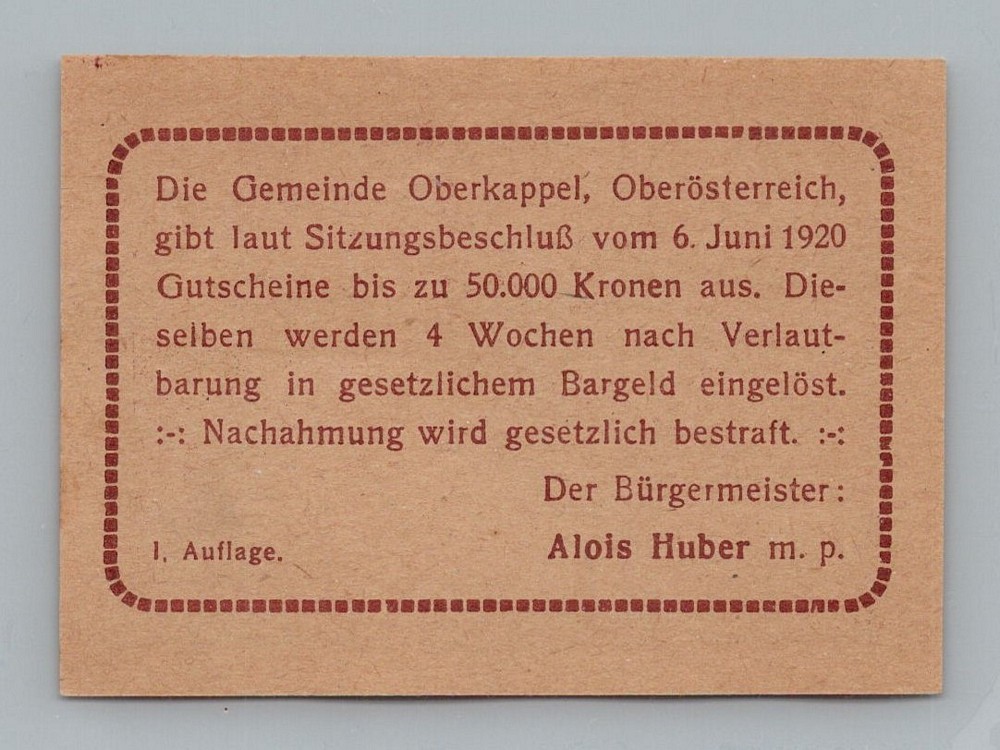 Die Gemeinde Oberkappel, Oberösterreich,
gibt laut Sitzungsbeschluß vom 6. Juni 1920
Gutscheine bis zu 50.000 Kronen aus. Die-
selben werden 4 Wochen nach Verlaut-
barung in gesetzlichem Bargeld eingelöst.
:-: Nachahmung wird gesetzlich bestraft. :-:
Der Bürgermeister:
I. Auflage. Alois Huber m. p.